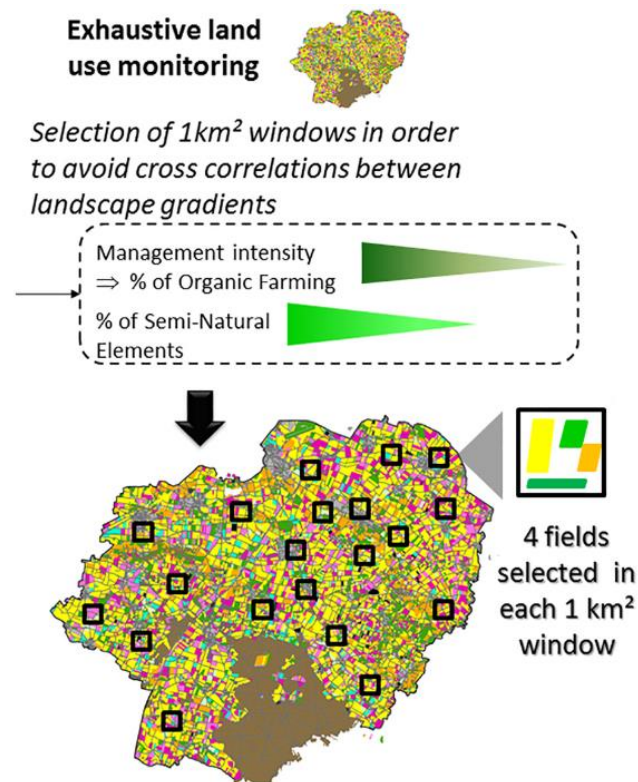 Exhaustive land
use monitoring
Selection of 1km² windows in order
to avoid cross correlations between
landscape gradients
Management intensity
⇒ % of Organic Farming
% of Semi-Natural
Elements
4 fields
selected in
each 1 km²
window